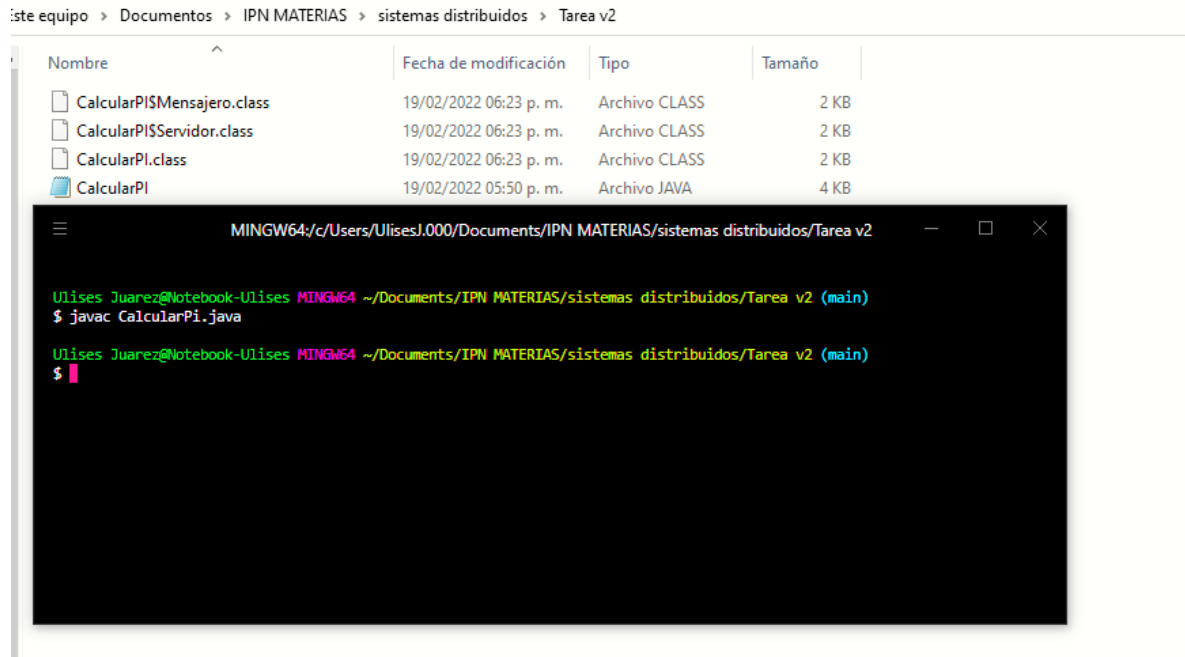 Este equipo > Documentos > IPN MATERIAS > sistemas distribuidos > Tarea v2
Nombre Fecha de modificación Tipo Tamaño
CalcularPI$Mensajero.class 19/02/2022 06:23 p. m. Archivo CLASS 2 KB
CalcularPI$Servidor.class 19/02/2022 06:23 p. m. Archivo CLASS 2 KB
CalcularPI.class 19/02/2022 06:23 p. m. Archivo CLASS 2 KB
CalcularPI 19/02/2022 05:50 p. m. Archivo JAVA 4 KB
MINGW64:/c/Users/UlisesJ.000/Documents/IPN MATERIAS/sistemas distribuidos/Tarea v2
Ulises Juarez@Notebook-Ulises MINGW64 ~/Documents/IPN MATERIAS/sistemas distribuidos/Tarea v2 (main)
$ javac CalcularPi.java
Ulises Juarez@Notebook-Ulises MINGW64 ~/Documents/IPN MATERIAS/sistemas distribuidos/Tarea v2 (main)
$